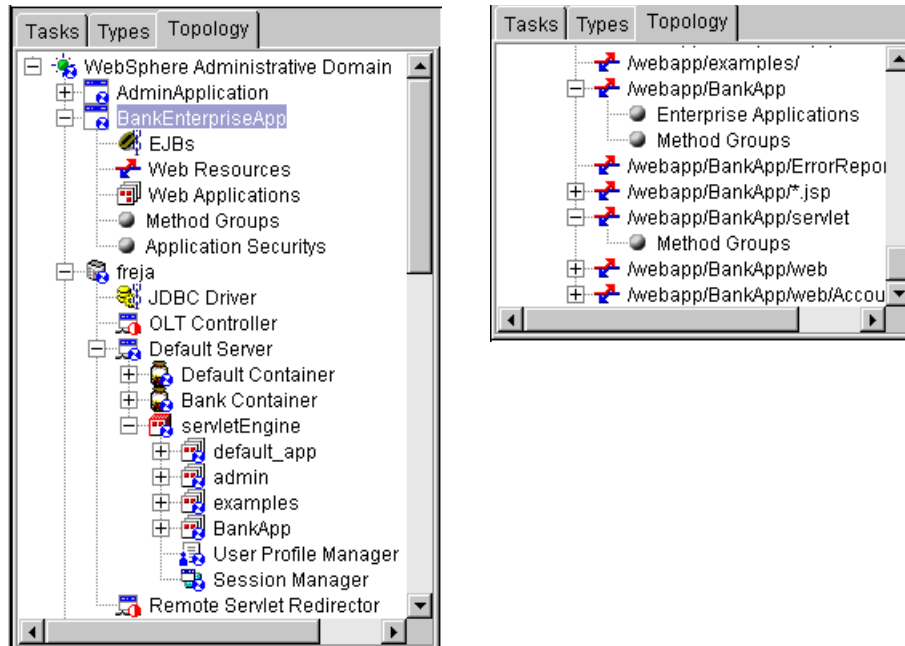 Tasks Types Topology
WebSphere Administrative Domain
AdminApplication
BankEnterpriseApp
EJBs
Web Resources
Web Applications
Method Groups
Application Securitys
freja
JDBC Driver
OLT Controller
Default Server
Default Container
Bank Container
servletEngine
default_app
admin
examples
BankApp
User Profile Manager
Session Manager
Remote Servlet Redirector
Tasks Types Topology
/webapp/examples/
/webapp/BankApp
Enterprise Applications
Method Groups
/webapp/BankApp/ErrorRepor
/webapp/BankApp/*.jsp
/webapp/BankApp/servlet
Method Groups
/webapp/BankApp/web
/webapp/BankApp/web/Accou